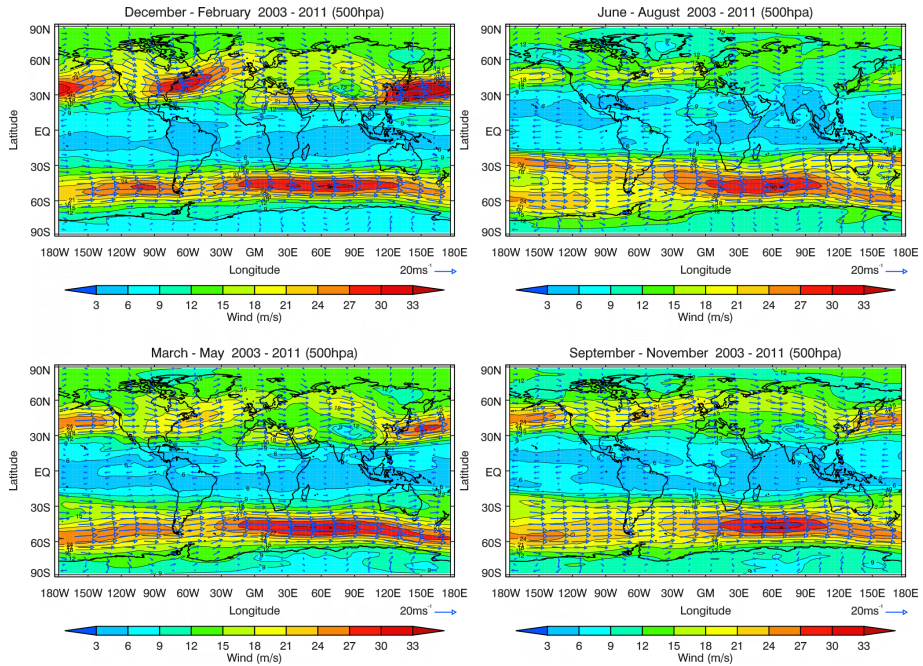 December - February 2003 - 2011 (500hpa)
90N
60N
30N
EQ
30S
60S
90S
Latitude
180W 150W 120W 90W 60W 30W GM 30E 60E 90E 120E 150E 180E
Longitude
20ms-1
3 6 9 12 15 18 21 24 27 30 33
Wind (m/s)
June - August 2003 - 2011 (500hpa)
90N
60N
30N
EQ
30S
60S
90S
Latitude
180W 150W 120W 90W 60W 30W GM 30E 60E 90E 120E 150E 180E
Longitude
20ms-1
3 6 9 12 15 18 21 24 27 30 33
Wind (m/s)
March - May 2003 - 2011 (500hpa)
90N
60N
30N
EQ
30S
60S
90S
Latitude
180W 150W 120W 90W 60W 30W GM 30E 60E 90E 120E 150E 180E
Longitude
20ms-1
3 6 9 12 15 18 21 24 27 30 33
Wind (m/s)
September - November 2003 - 2011 (500hpa)
90N
60N
30N
EQ
30S
60S
90S
Latitude
180W 150W 120W 90W 60W 30W GM 30E 60E 90E 120E 150E 180E
Longitude
20ms-1
3 6 9 12 15 18 21 24 27 30 33
Wind (m/s)